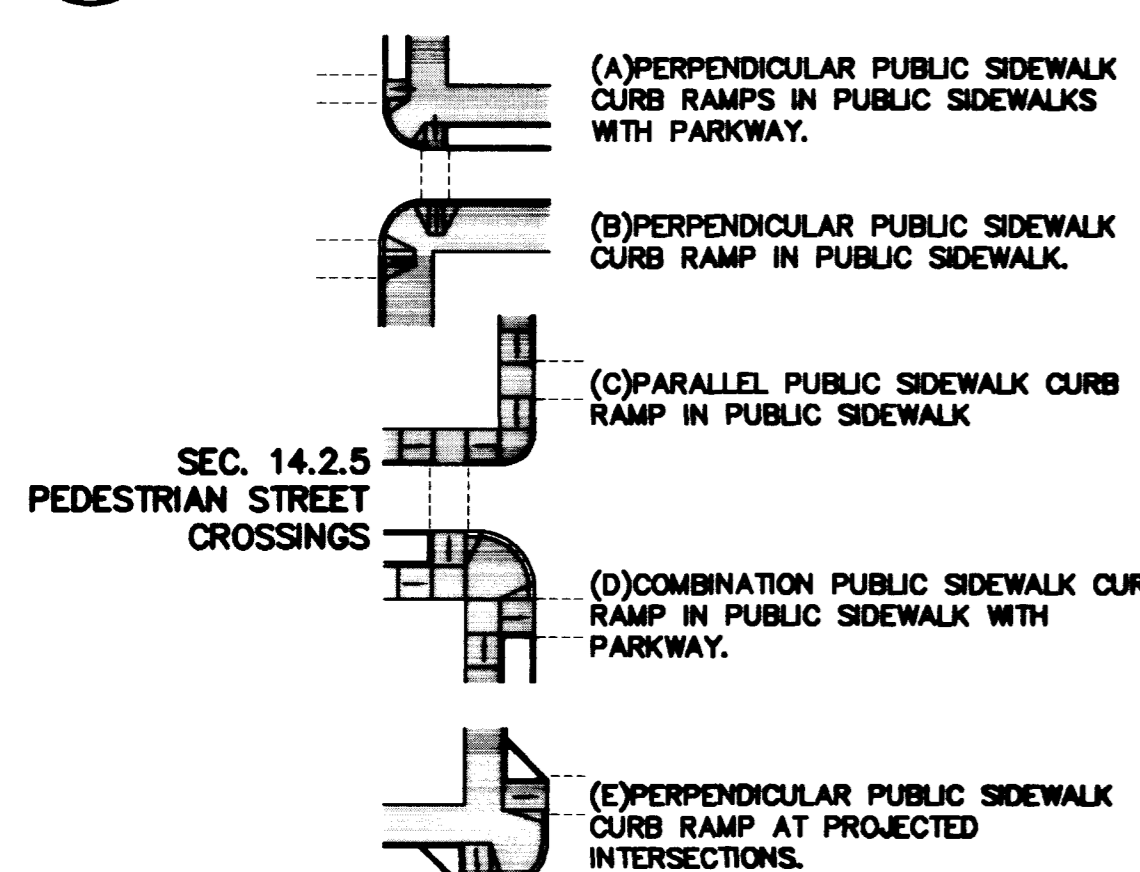 (A)PERPENDICULAR PUBLIC SIDEWALK
CURB RAMPS IN PUBLIC SIDEWALKS
WITH PARKWAY.
(B)PERPENDICULAR PUBLIC SIDEWALK
CURB RAMP IN PUBLIC SIDEWALK.
(C)PARALLEL PUBLIC SIDEWALK CURB
RAMP IN PUBLIC SIDEWALK
SEC. 14.2.5
PEDESTRIAN STREET
CROSSINGS
(D)COMBINATION PUBLIC SIDEWALK CUR
RAMP IN PUBLIC SIDEWALK WITH
PARKWAY.
(E)PERPENDICULAR PUBLIC SIDEWALK
CURB RAMP AT PROJECTED
INTERSECTIONS.